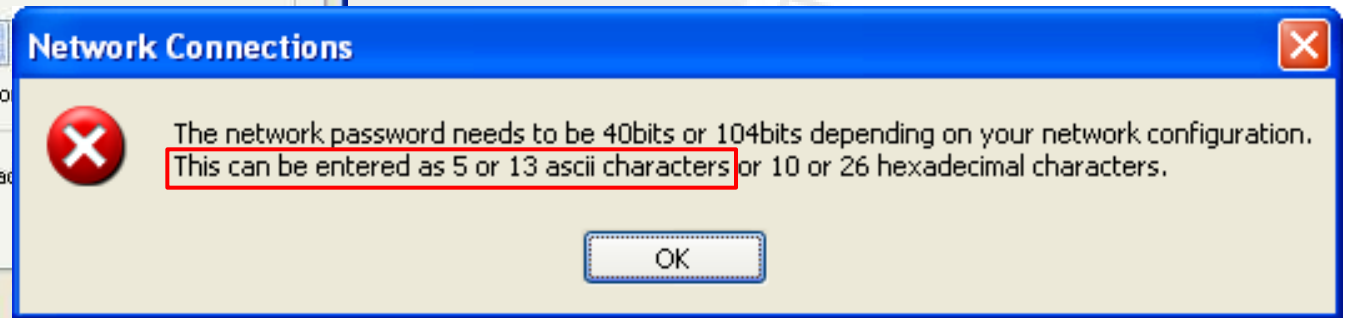 Network Connections
The network password needs to be 40bits or 104bits depending on your network configuration.
This can be entered as 5 or 13 ascii characters or 10 or 26 hexadecimal characters.
OK